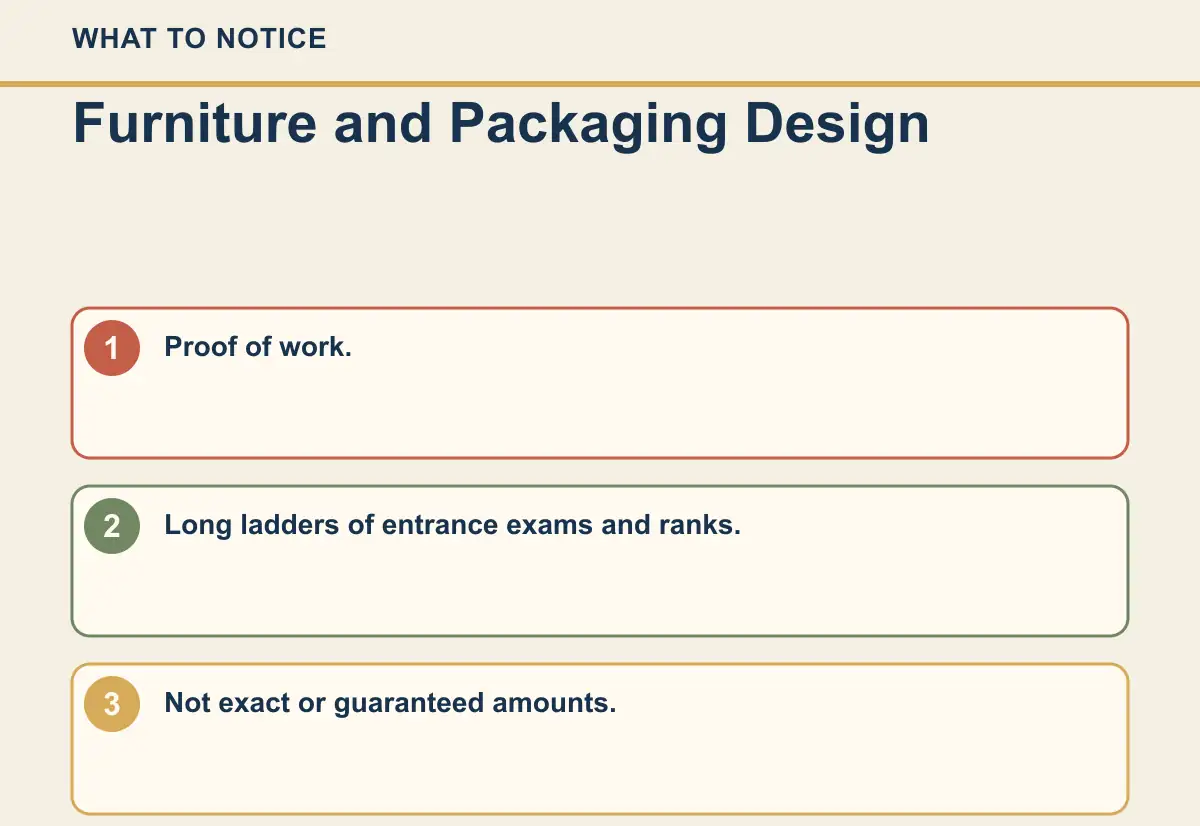 WHAT TO NOTICE
Furniture and Packaging Design
1 Proof of work.
2 Long ladders of entrance exams and ranks.
3 Not exact or guaranteed amounts.